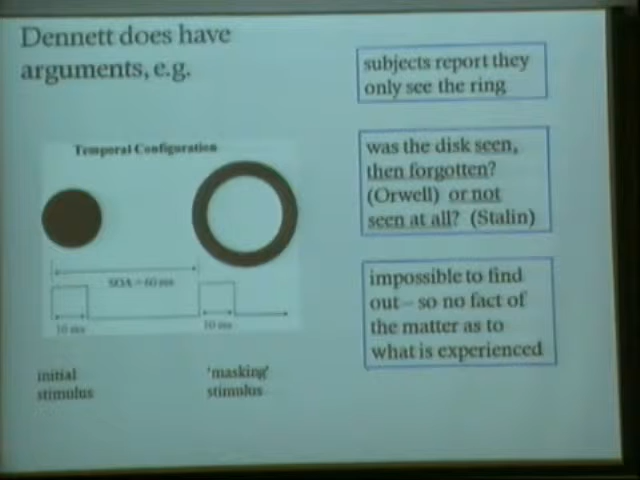 Dennett does have
arguments, e.g.
subjects report they
only see the ring
Temporal Configuration
was the disk seen,
then forgotten?
(Orwell) or not
seen at all? (Stalin)
SOA = 60 ms
10 ms
10 ms
impossible to find
out – so no fact of
the matter as to
what is experienced
initial
stimulus
'masking'
stimulus